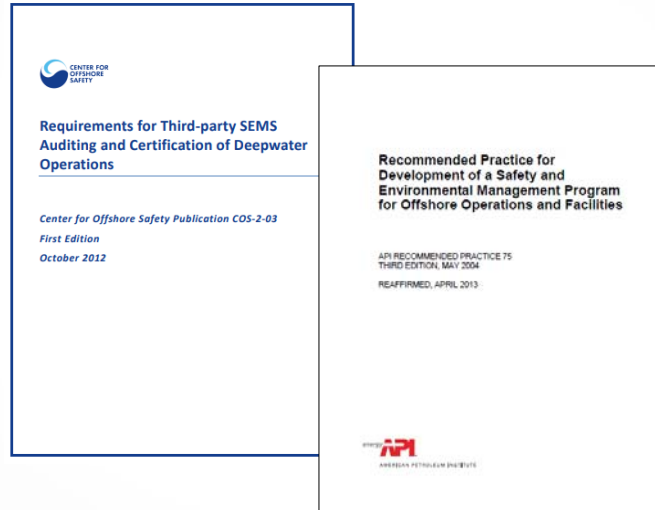 CENTER FOR
OFFSHORE
SAFETY
Requirements for Third-party SEMS
Auditing and Certification of Deepwater
Operations
Center for Offshore Safety Publication COS-2-03
First Edition
October 2012
Recommended Practice for
Development of a Safety and
Environmental Management Program
for Offshore Operations and Facilities
API RECOMMENDED PRACTICE 75
THIRD EDITION, MAY 2004
REAFFIRMED, APRIL 2013
energy API
AMERICAN PETROLEUM INSTITUTE